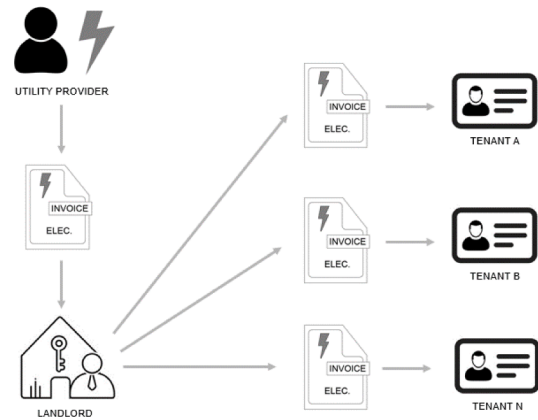 UTILITY PROVIDER
INVOICE
ELEC.
LANDLORD
INVOICE
ELEC.
TENANT A
INVOICE
ELEC.
TENANT B
INVOICE
ELEC.
TENANT N